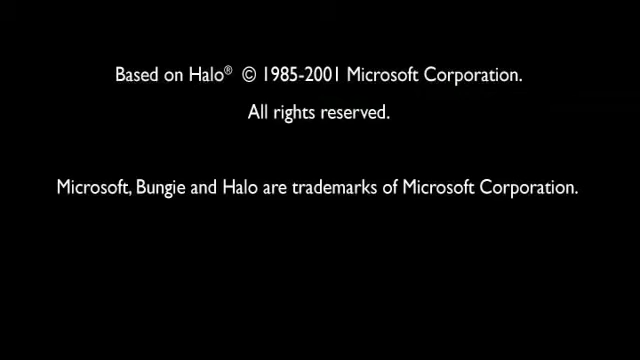 Based on Halo® © 1985-2001 Microsoft Corporation.
All rights reserved.
Microsoft, Bungie and Halo are trademarks of Microsoft Corporation.